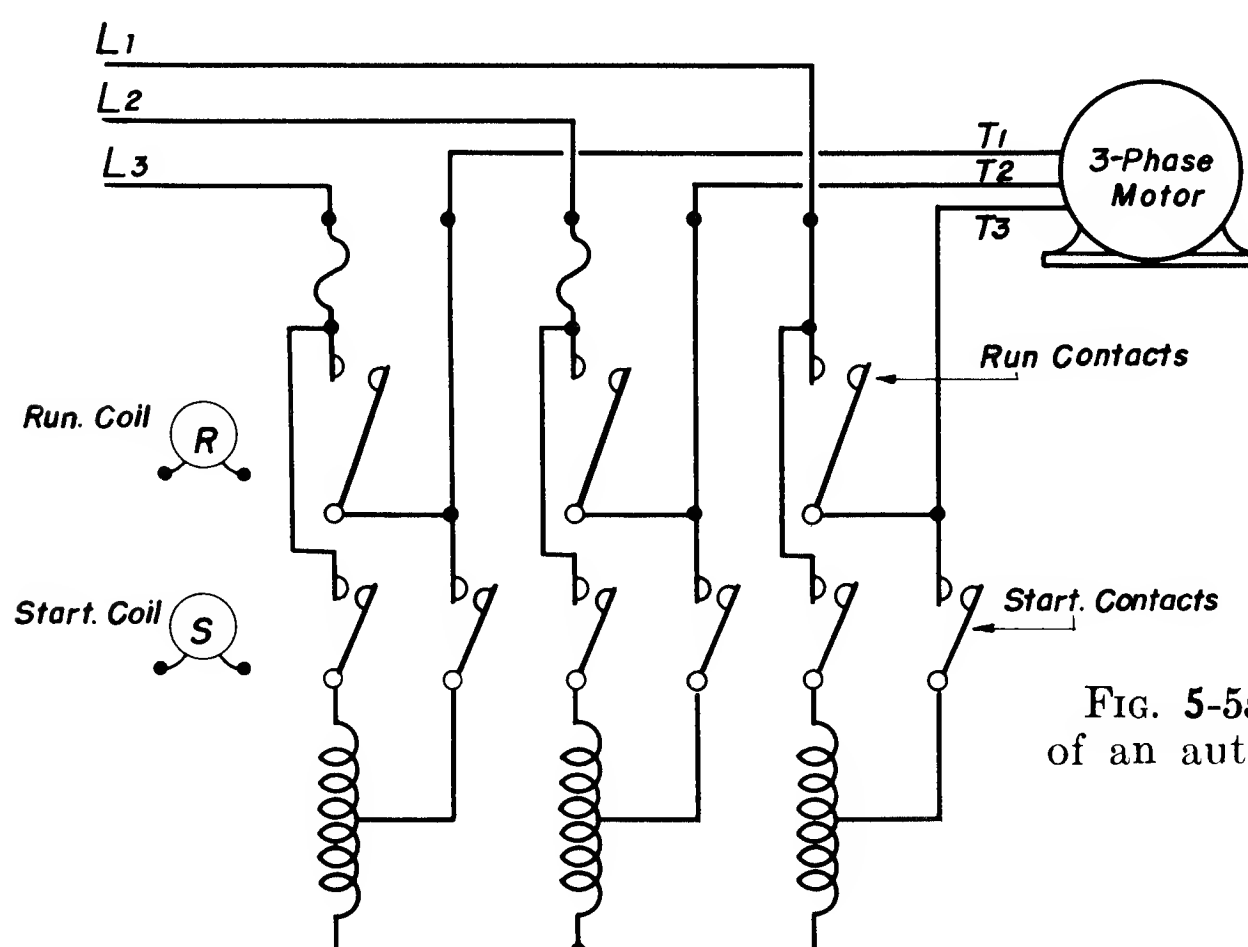 L1
L2
L3
T1
T2
T3
3-Phase
Motor
Run Contacts
Run. Coil
R
Start. Coil
S
Start. Contacts
FIG. 5-5
of an aut